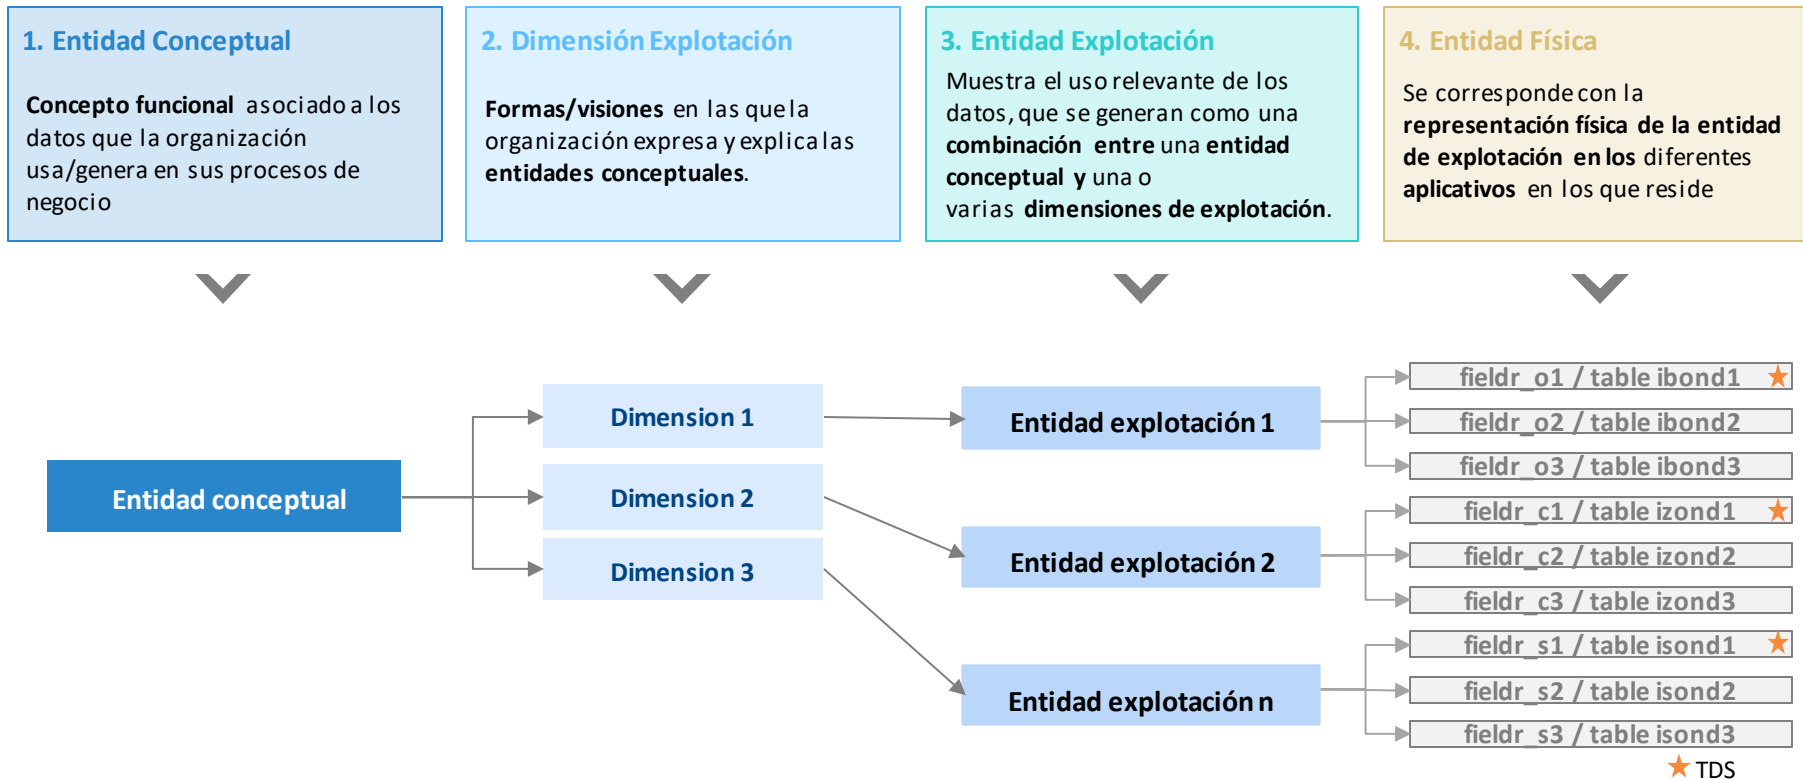 1. Entidad Conceptual
Concepto funcional asociado a los
datos que la organización
usa/genera en sus procesos de
negocio
2. Dimensión Explotación
Formas/visiones en las que la
organización expresa y explica las
entidades conceptuales.
3. Entidad Explotación
Muestra el uso relevante de los
datos, que se generan como una
combinación entre una entidad
conceptual y una o
varias dimensiones de explotación.
4. Entidad Física
Se corresponde con la
representación física de la entidad
de explotación en los diferentes
aplicativos en los que reside
Entidad conceptual
Dimension 1
Dimension 2
Dimension 3
Entidad explotación 1
Entidad explotación 2
Entidad explotación n
fieldr_o1 / table ibond1
fieldr_o2 / table ibond2
fieldr_o3 / table ibond3
fieldr_c1 / table izond1
fieldr_c2 / table izond2
fieldr_c3 / table izond3
fieldr_s1 / table isond1
fieldr_s2 / table isond2
fieldr_s3 / table isond3
TDS